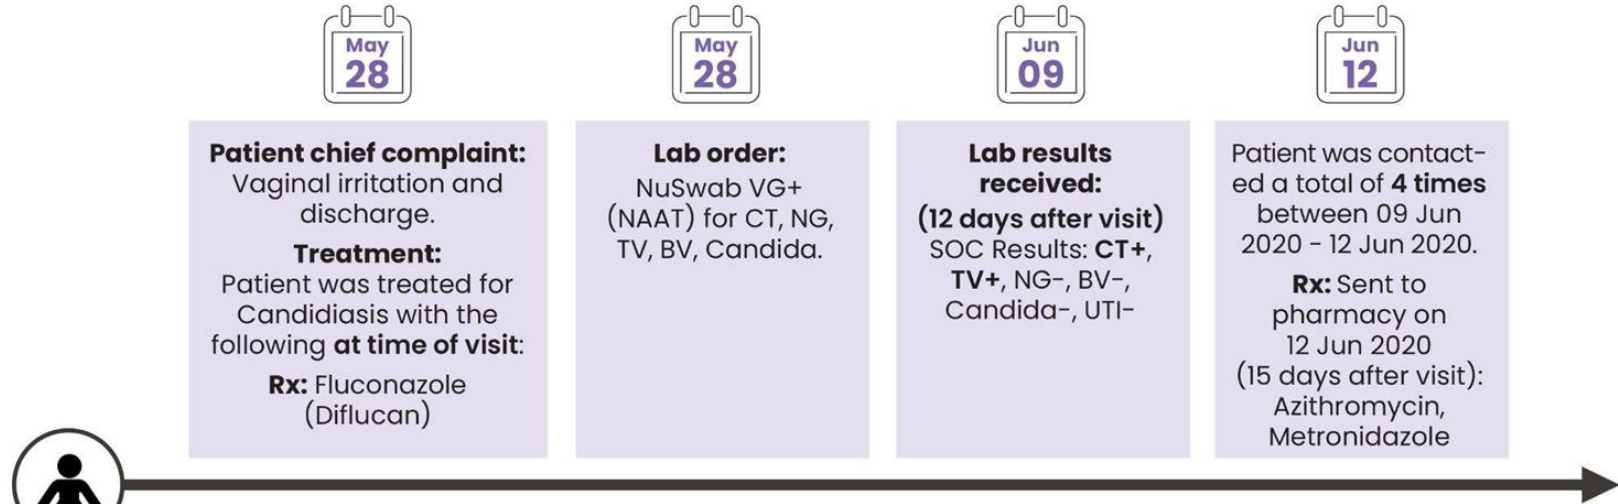 May
28
May
28
Jun
09
Jun
12
Patient chief complaint:
Vaginal irritation and
discharge.
Treatment:
Patient was treated for
Candidiasis with the
following at time of visit:
Rx: Fluconazole
(Diflucan)
Lab order:
NuSwab VG+
(NAAT) for CT, NG,
TV, BV, Candida.
Lab results
received:
(12 days after visit)
SOC Results: CT+,
TV+, NG-, BV-,
Candida-, UTI-
Patient was contact-
ed a total of 4 times
between 09 Jun
2020 - 12 Jun 2020.
Rx: Sent to
pharmacy on
12 Jun 2020
(15 days after visit):
Azithromycin,
Metronidazole